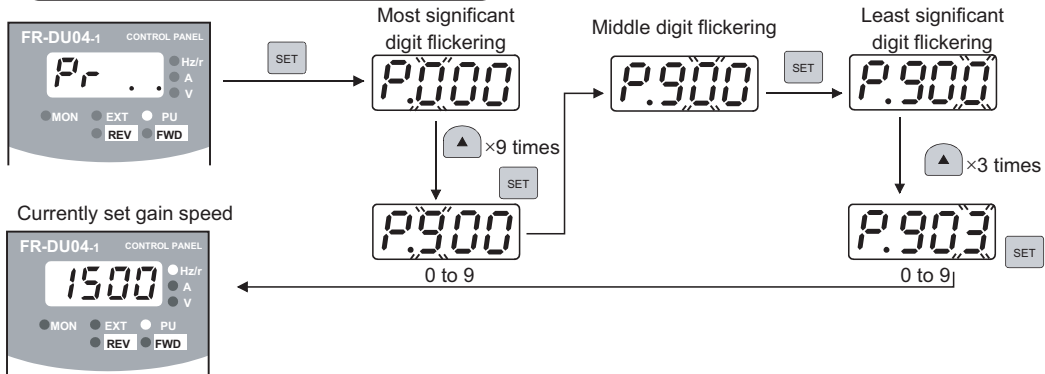 Most significant
digit flickering
Middle digit flickering
Least significant
digit flickering
FR-DU04-1 CONTROL PANEL
Pr ..
Hz/r
A
V
MON EXT PU
REV FWD
SET
P.000
P.900
SET
P.900
▲ ×9 times
SET
▲ ×3 times
P.900
0 to 9
P.903
SET
0 to 9
Currently set gain speed
FR-DU04-1 CONTROL PANEL
1500
Hz/r
A
V
MON EXT PU
REV FWD